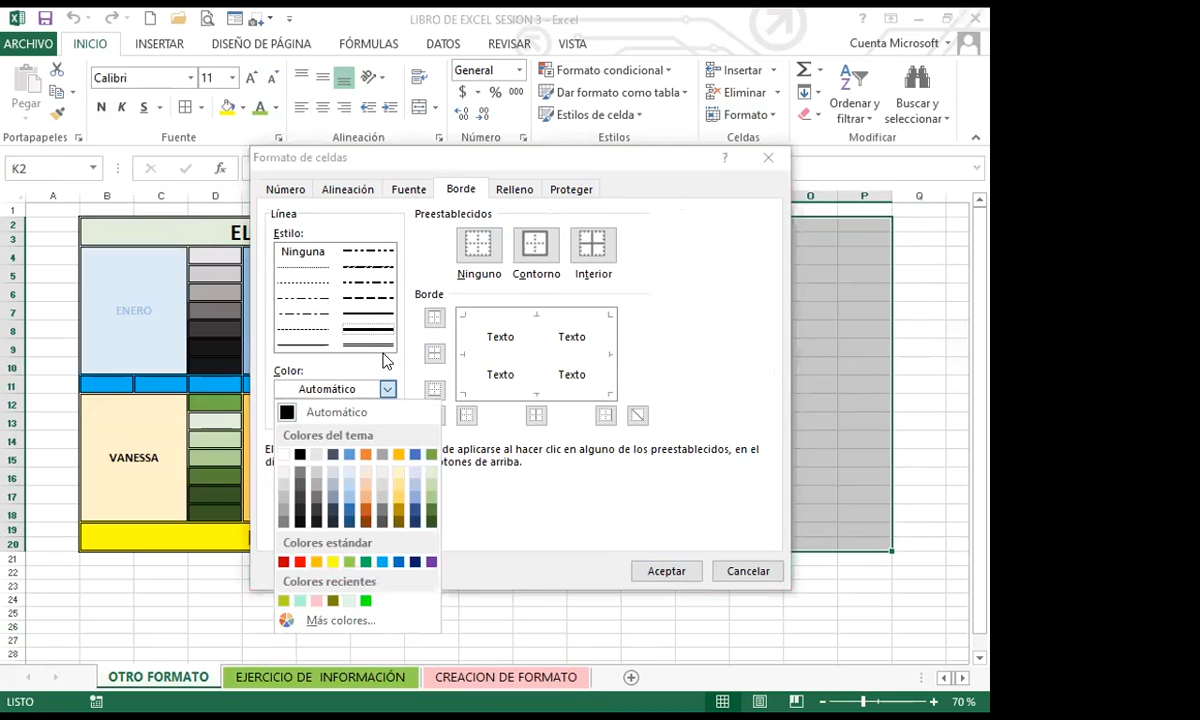 LIBRO DE EXCEL SESION 3 - Excel
? 
ARCHIVO INICIO INSERTAR DISEÑO DE PÁGINA FÓRMULAS DATOS REVISAR VISTA Cuenta Microsoft
Pegar
Portapapeles
Calibri 11
N K S A
Fuente
Alineación
General
$ % 000
Número
Formato condicional
Dar formato como tabla
Estilos de celda
Estilos
Insertar
Eliminar
Formato
Celdas
Ordenar y filtrar
Buscar y seleccionar
Modificar
K2 fx
A B C D O P Q
1
2
3
4
5
6
7
8
9
10
11
12
13
14
15
16
17
18
19
20
21
22
23
24
25
26
27
28
EL
ENERO
VANESSA
Formato de celdas ?
Número Alineación Fuente Borde Relleno Proteger
Línea
Estilo:
Ninguna
Color:
Automático
Automático
Colores del tema
Colores estándar
Colores recientes
Más colores...
Preestablecidos
Ninguno Contorno Interior
Borde
Texto Texto
Texto Texto
de aplicarse al hacer clic en alguno de los preestablecidos, en el
otones de arriba.
Aceptar Cancelar
OTRO FORMATO EJERCICIO DE INFORMACIÓN CREACION DE FORMATO
LISTO 70 %